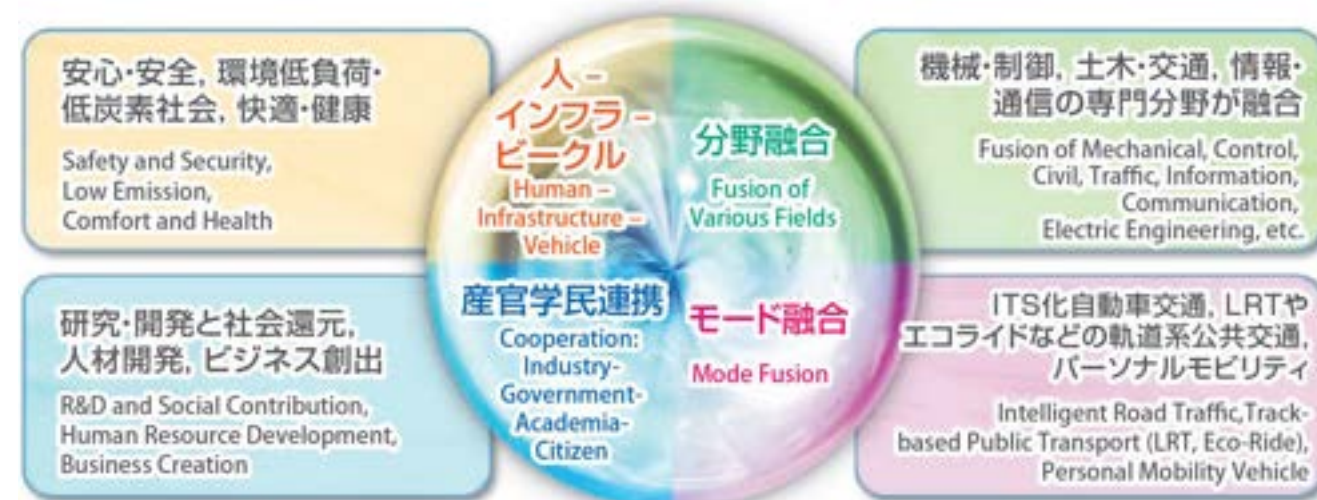 安心・安全, 環境低負荷・
低炭素社会, 快適・健康
Safety and Security,
Low Emission,
Comfort and Health
人 –
インフラ –
ビークル
Human –
Infrastructure –
Vehicle
分野融合
Fusion of
Various Fields
機械・制御, 土木・交通, 情報・
通信の専門分野が融合
Fusion of Mechanical, Control,
Civil, Traffic, Information,
Communication,
Electric Engineering, etc.
研究・開発と社会還元,
人材開発, ビジネス創出
R&D and Social Contribution,
Human Resource Development,
Business Creation
産官学民連携
Cooperation:
Industry-
Government-
Academia-
Citizen
モード融合
Mode Fusion
ITS化自動車交通, LRTや
エコライドなどの軌道系公共交通,
パーソナルモビリティ
Intelligent Road Traffic,Track-
based Public Transport (LRT, Eco-Ride),
Personal Mobility Vehicle